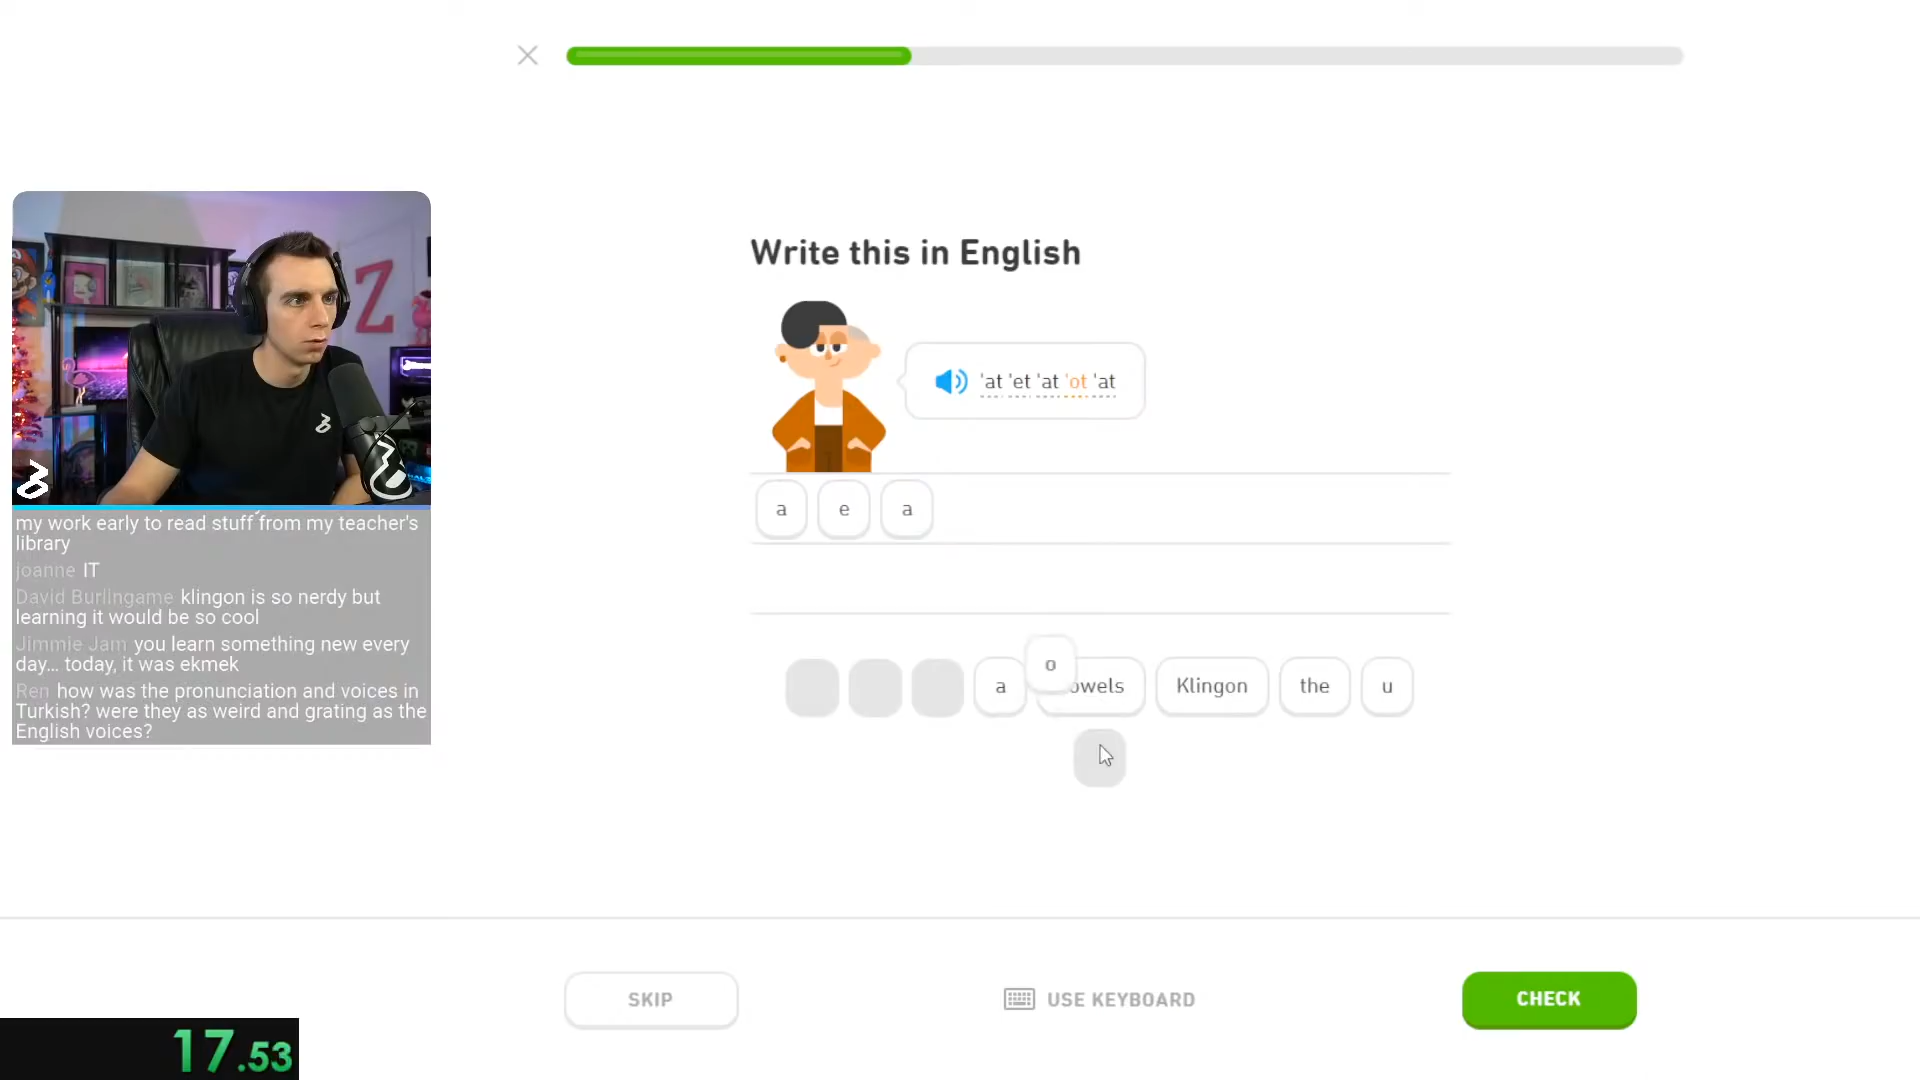 Write this in English
'at 'et 'at 'ot 'at
a e a
o
a owels Klingon the u
my work early to read stuff from my teacher's
library
joanne IT
David Burlingame klingon is so nerdy but
learning it would be so cool
Jimmie Jam you learn something new every
day... today, it was ekmek
Ren how was the pronunciation and voices in
Turkish? were they as weird and grating as the
English voices?
SKIP
USE KEYBOARD
CHECK
17.53
Z